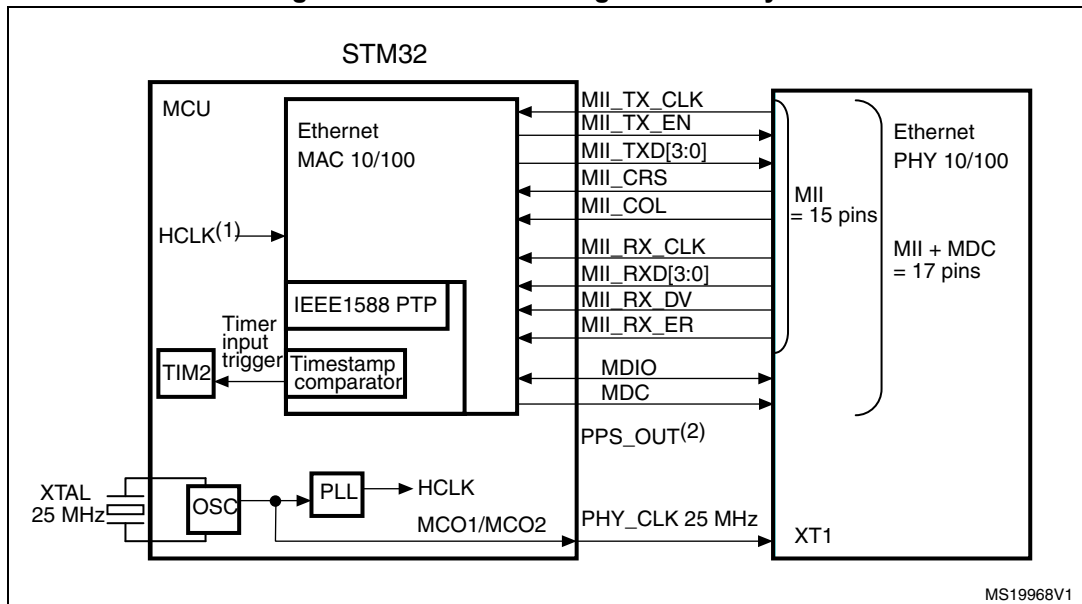 STM32
MCU
Ethernet
MAC 10/100
HCLK(1)
IEEE1588 PTP
Timer
input
trigger
TIM2
Timestamp
comparator
XTAL
25 MHz
OSC
PLL
HCLK
MCO1/MCO2
MII_TX_CLK
MII_TX_EN
MII_TXD[3:0]
MII_CRS
MII_COL
MII_RX_CLK
MII_RXD[3:0]
MII_RX_DV
MII_RX_ER
MDIO
MDC
PPS_OUT(2)
PHY_CLK 25 MHz
MII
= 15 pins
Ethernet
PHY 10/100
MII + MDC
= 17 pins
XT1
MS19968V1